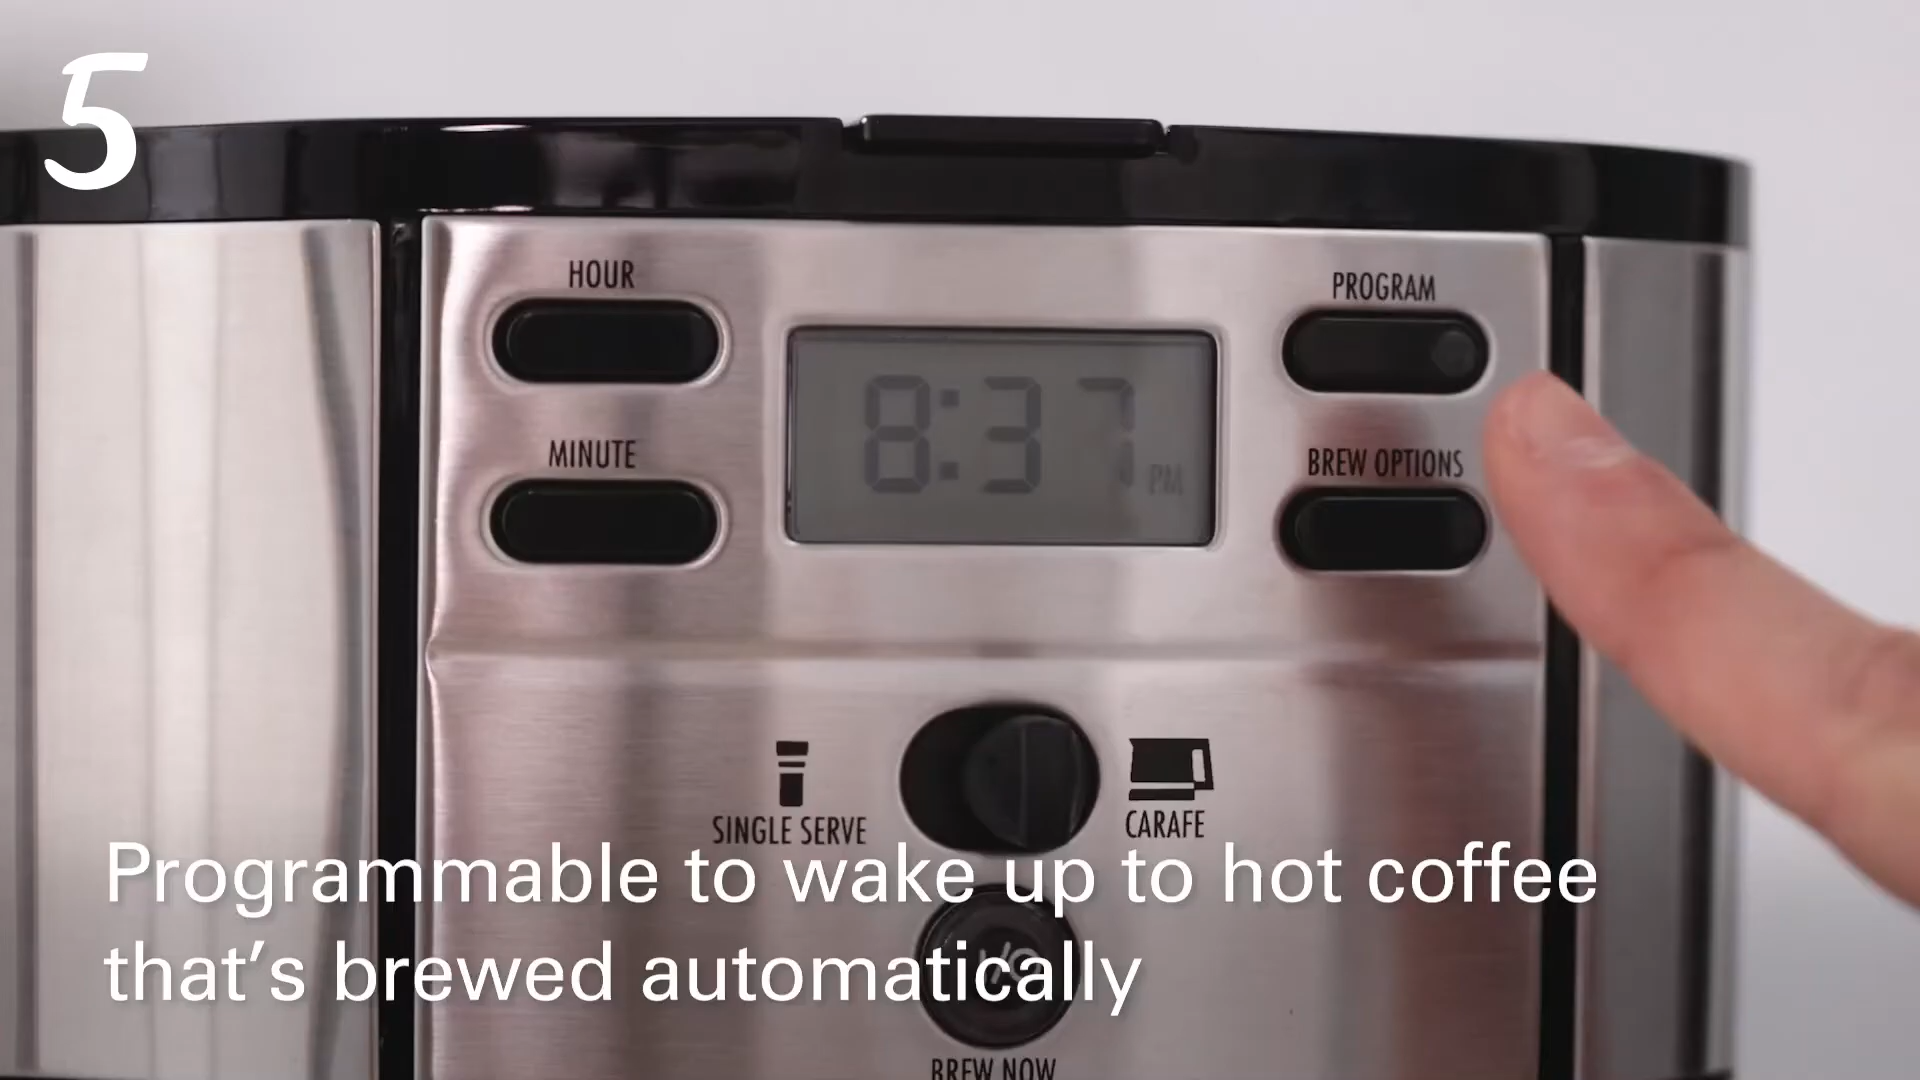 5
HOUR
PROGRAM
8:37 PM
MINUTE
BREW OPTIONS
SINGLE SERVE
CARAFE
Programmable to wake up to hot coffee
that's brewed automatically
I/O
BREW NOW